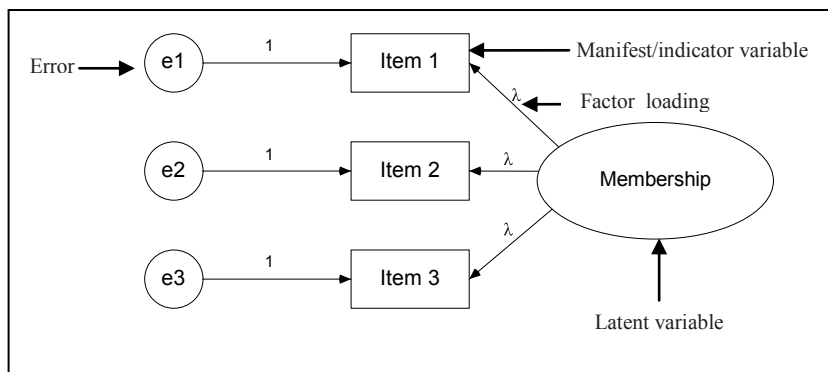 Error
e1
1
Item 1
Manifest/indicator variable
λ
Factor loading
e2
1
Item 2
λ
Membership
λ
e3
1
Item 3
Latent variable